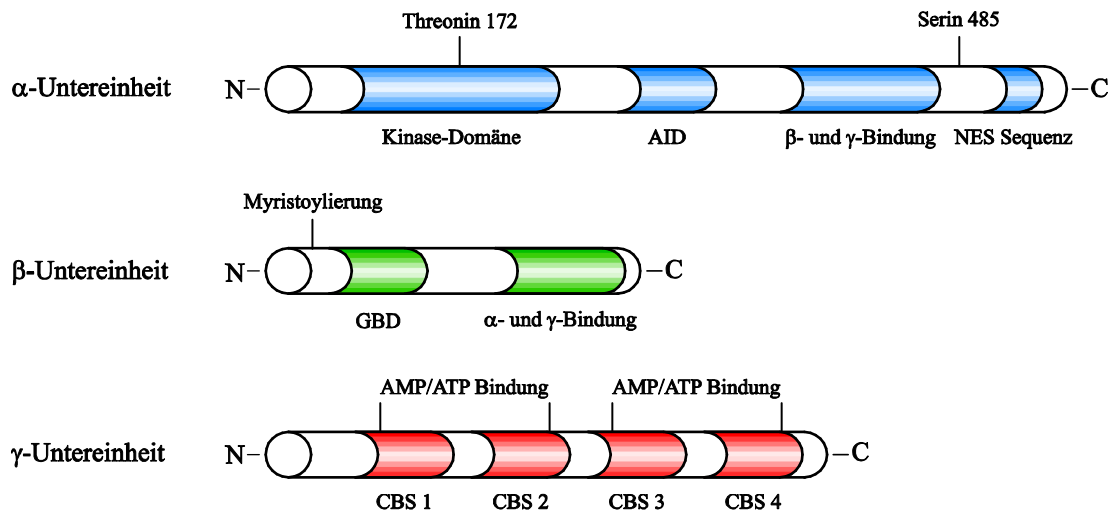 Threonin 172
Serin 485
α-Untereinheit
N
C
Kinase-Domäne
AID
β- und γ-Bindung
NES Sequenz
Myristoylierung
β-Untereinheit
N
C
GBD
α- und γ-Bindung
AMP/ATP Bindung
AMP/ATP Bindung
γ-Untereinheit
N
C
CBS 1
CBS 2
CBS 3
CBS 4